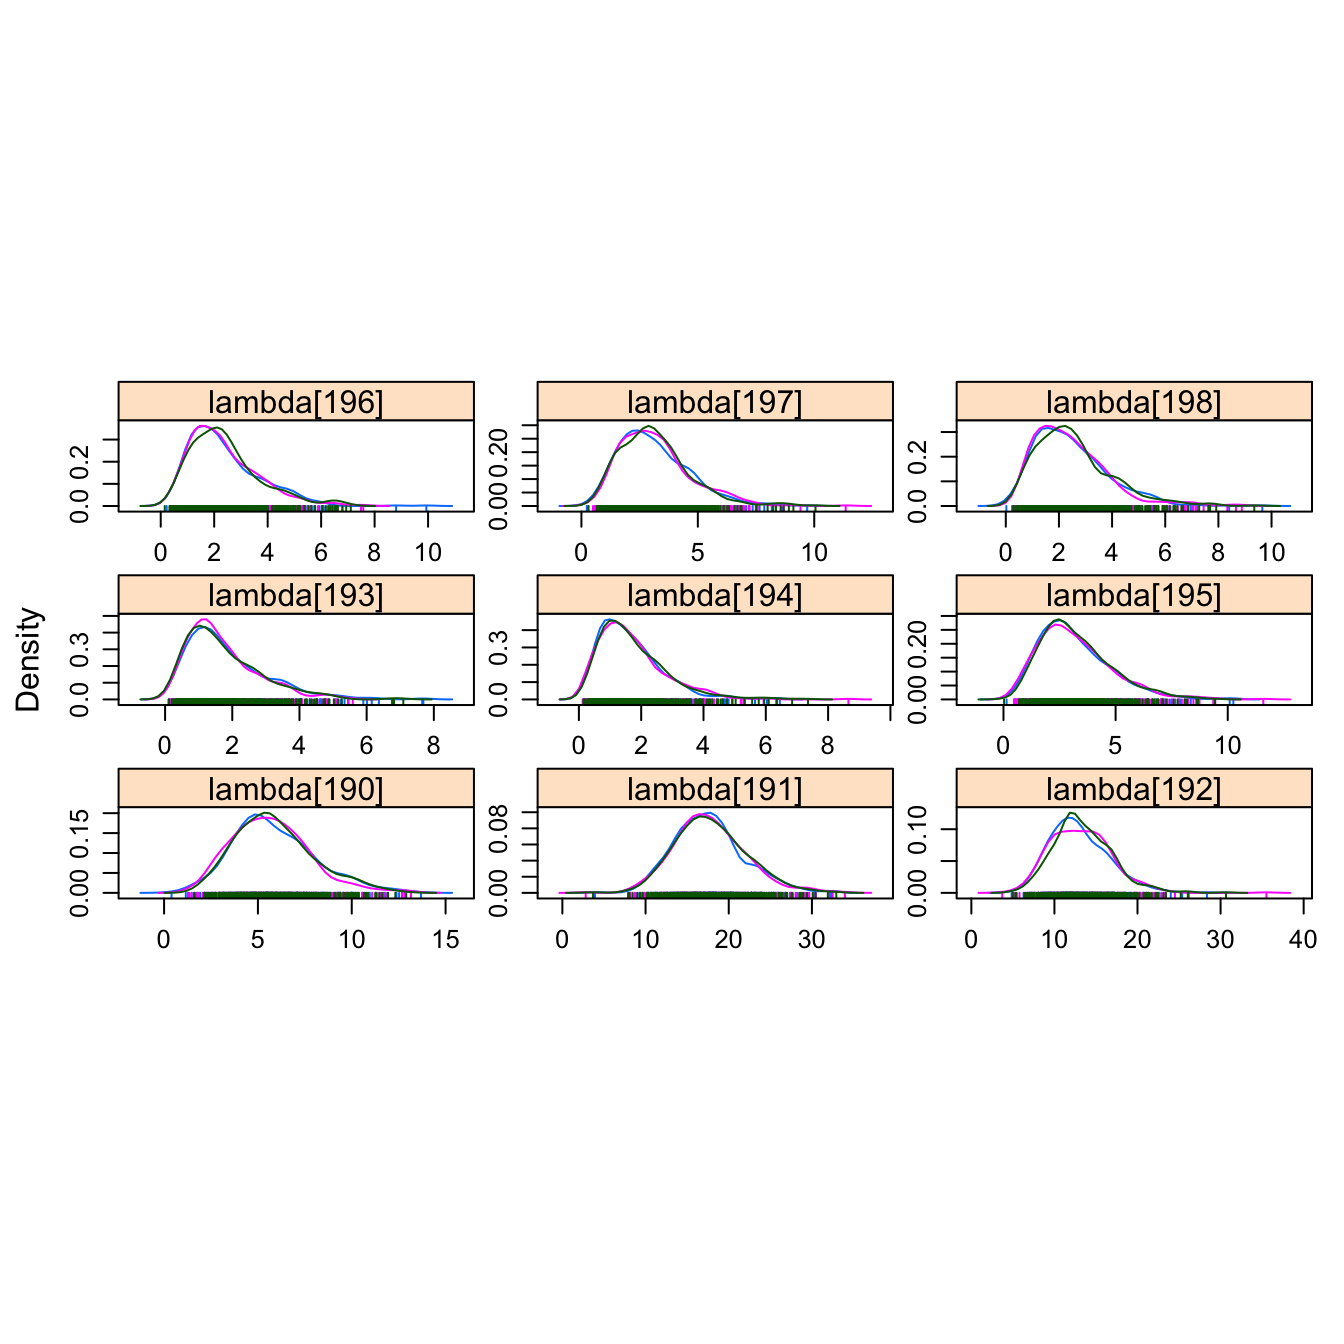 lambda[196] lambda[197] lambda[198]
0.0 0.2 0.00 0.20 0.0 0.2
0 2 4 6 8 10 0 5 10 0 2 4 6 8 10
lambda[193] lambda[194] lambda[195]
0.0 0.3 0.0 0.3 0.00 0.20
0 2 4 6 8 0 2 4 6 8 0 5 10
lambda[190] lambda[191] lambda[192]
0.00 0.15 0.00 0.08 0.00 0.10
0 5 10 15 0 10 20 30 0 10 20 30 40
Density